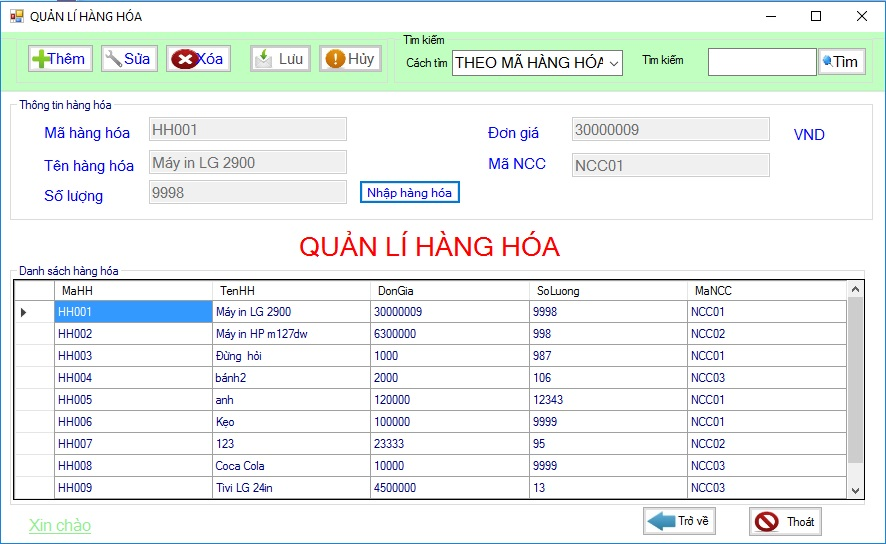 QUẢN LÍ HÀNG HÓA
Thêm Sửa Xóa Lưu Hủy
Tìm kiếm
Cách tìm THEO MÃ HÀNG HÓA Tìm kiếm Tìm
Thông tin hàng hóa
Mã hàng hóa HH001 Đơn giá 30000009 VND
Tên hàng hóa Máy in LG 2900 Mã NCC NCC01
Số lượng 9998 Nhập hàng hóa
QUẢN LÍ HÀNG HÓA
Danh sách hàng hóa
MaHH TenHH DonGia SoLuong MaNCC
HH001 Máy in LG 2900 30000009 9998 NCC01
HH002 Máy in HP m127dw 6300000 998 NCC02
HH003 Đừng hỏi 1000 987 NCC01
HH004 bánh2 2000 106 NCC03
HH005 anh 120000 12343 NCC01
HH006 Kẹo 100000 9999 NCC01
HH007 123 23333 95 NCC02
HH008 Coca Cola 10000 9999 NCC03
HH009 Tivi LG 24in 4500000 13 NCC03
Xin chào Trở về Thoát